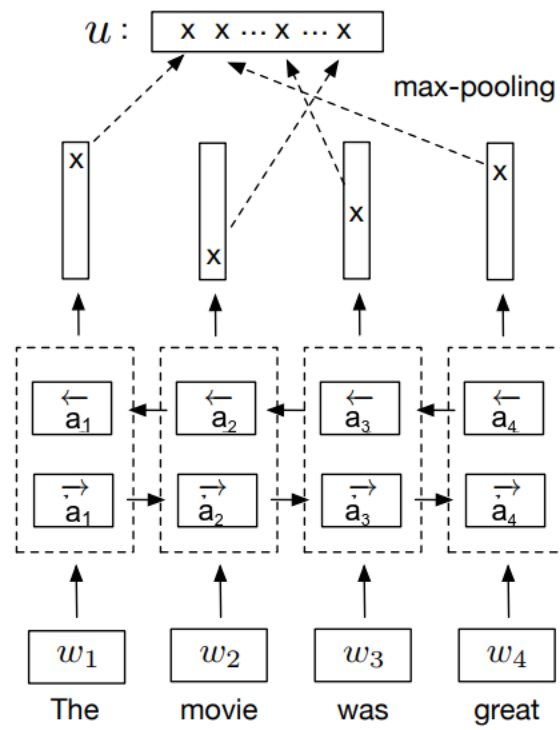 u : x x ... x ... x
max-pooling
x x x x
←a₁ ←a₂ ←a₃ ←a₄
→a₁ →a₂ →a₃ →a₄
w₁ w₂ w₃ w₄
The movie was great